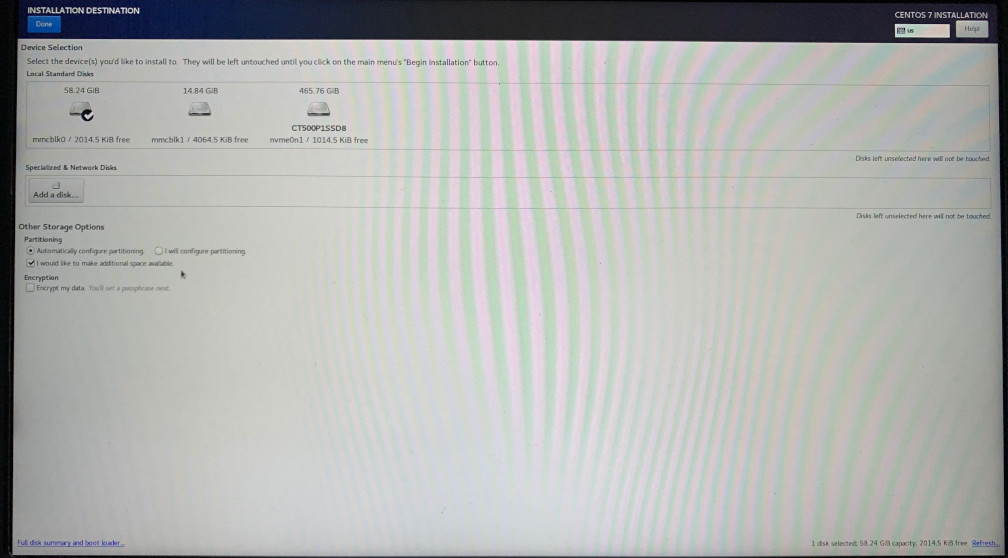 INSTALLATION DESTINATION
CENTOS 7 INSTALLATION
Done
us
Help!
Device Selection
Select the device(s) you'd like to install to. They will be left untouched until you click on the main menu's "Begin Installation" button.
Local Standard Disks
58.24 GiB
14.84 GiB
465.76 GiB
CT500P1SSD8
mmcblk0 / 2014.5 KiB free
mmcblk1 / 4064.5 KiB free
nvme0n1 / 1014.5 KiB free
Disks left unselected here will not be touched.
Specialized & Network Disks
Add a disk...
Disks left unselected here will not be touched.
Other Storage Options
Partitioning
Automatically configure partitioning.
I will configure partitioning.
I would like to make additional space available.
Encryption
Encrypt my data. You'll set a passphrase next.
Full disk summary and boot loader...
1 disk selected; 58.24 GiB capacity; 2014.5 KiB free Refresh...